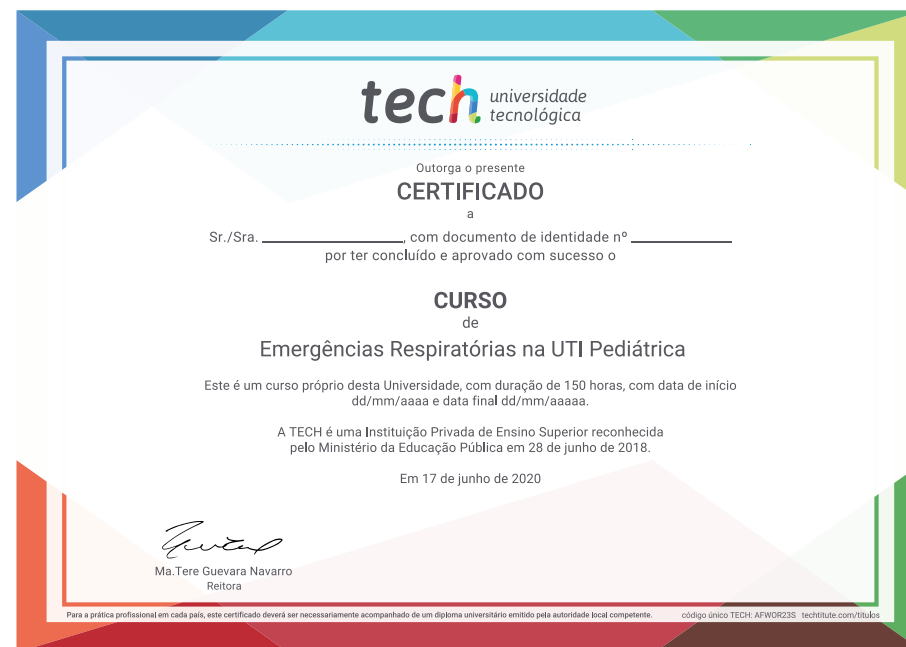 tech universidade
tecnológica
Outorga o presente
CERTIFICADO
a
Sr./Sra. ________________, com documento de identidade nº ____________
por ter concluído e aprovado com sucesso o
CURSO
de
Emergências Respiratórias na UTI Pediátrica
Este é um curso próprio desta Universidade, com duração de 150 horas, com data de início
dd/mm/aaaa e data final dd/mm/aaaaa.
A TECH é uma Instituição Privada de Ensino Superior reconhecida
pelo Ministério da Educação Pública em 28 de junho de 2018.
Em 17 de junho de 2020
Ma.Tere Guevara Navarro
Reitora
Para a prática profissional em cada país, este certificado deverá ser necessariamente acompanhado de um diploma universitário emitido pela autoridade local competente. código único TECH: AFWOR23S techtitute.com/titulos